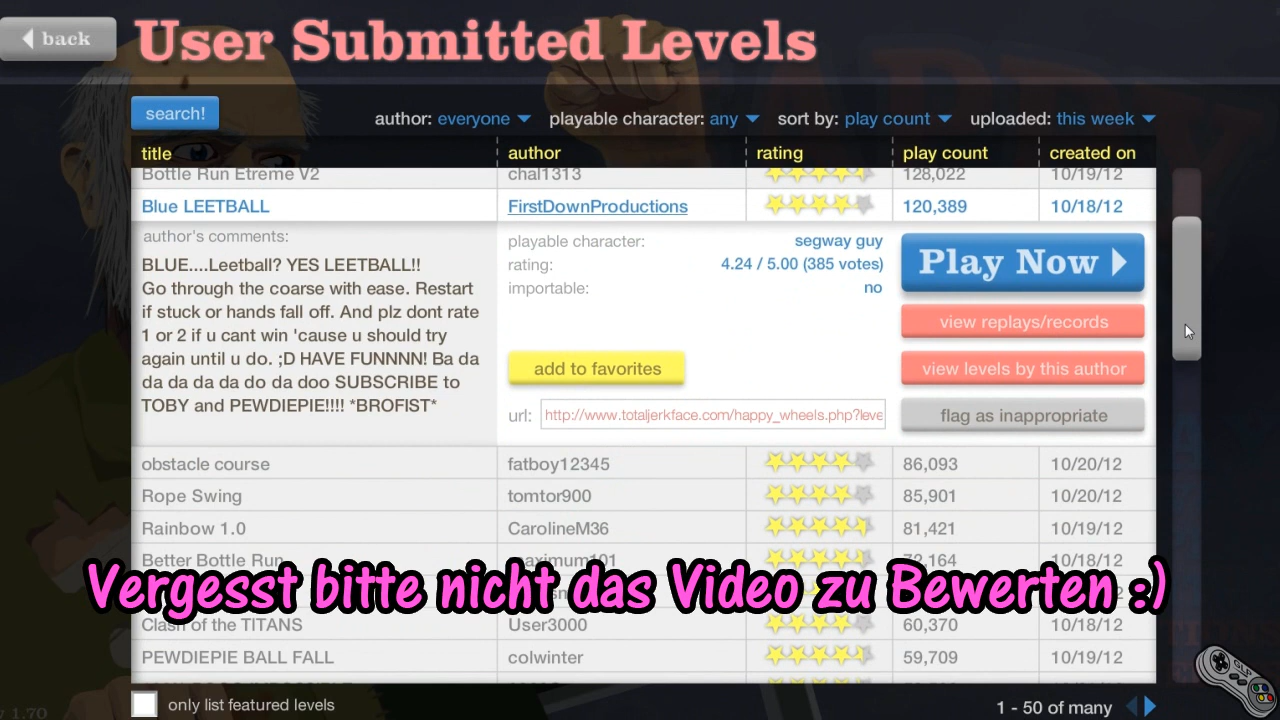 back
User Submitted Levels
search!
author: everyone playable character: any sort by: play count uploaded: this week
title author rating play count created on
Bottle Run Etreme V2 chal1313 128,022 10/19/12
Blue LEETBALL FirstDownProductions 120,389 10/18/12
author's comments:
BLUE....Leetball? YES LEETBALL!!
Go through the coarse with ease. Restart
if stuck or hands fall off. And plz dont rate
1 or 2 if u cant win 'cause u should try
again until u do. ;D HAVE FUNNNN! Ba da
da da da da do da doo SUBSCRIBE to
TOBY and PEWDIEPIE!!!! *BROFIST*
playable character: segway guy
rating: 4.24 / 5.00 (385 votes)
importable: no
add to favorites
url: http://www.totaljerkface.com/happy_wheels.php?leve
Play Now
view replays/records
view levels by this author
flag as inappropriate
obstacle course fatboy12345 86,093 10/20/12
Rope Swing tomtor900 85,901 10/20/12
Rainbow 1.0 CarolineM36 81,421 10/19/12
Better Bottle Run maximum101 72,164 10/18/12
Vergesst bitte nicht das Video zu Bewerten :)
Clash of the TITANS User3000 60,370 10/18/12
PEWDIEPIE BALL FALL colwinter 59,709 10/19/12
only list featured levels
1 - 50 of many
v 1.70